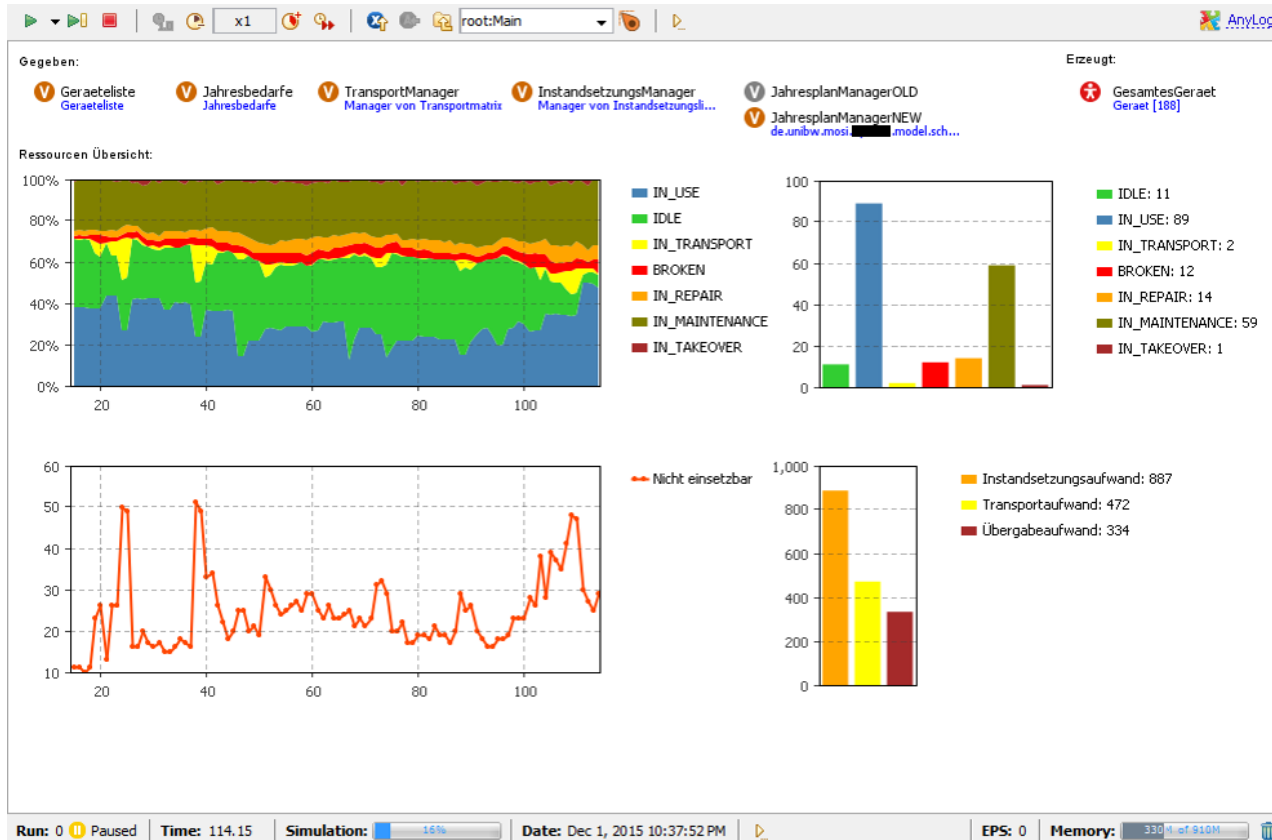 x1 root:Main AnyLog
Gegeben: Erzeugt:
V Geraeteliste V Jahresbedarfe V TransportManager V InstandsetzungsManager V JahresplanManagerOLD GesamtesGeraet
Geraeteliste Jahresbedarfe Manager von Transportmatrix Manager von Instandsetzungsli... Geraet [188]
V JahresplanManagerNEW
de.unibw.mosi. .model.sch...
Ressourcen Übersicht:
100%
80%
60%
40%
20%
0%
20 40 60 80 100
IN_USE
IDLE
IN_TRANSPORT
BROKEN
IN_REPAIR
IN_MAINTENANCE
IN_TAKEOVER
100
80
60
40
20
0
IDLE: 11
IN_USE: 89
IN_TRANSPORT: 2
BROKEN: 12
IN_REPAIR: 14
IN_MAINTENANCE: 59
IN_TAKEOVER: 1
60
50
40
30
20
10
20 40 60 80 100
Nicht einsetzbar
1,000
800
600
400
200
0
Instandsetzungsaufwand: 887
Transportaufwand: 472
Übergabeaufwand: 334
Run: 0 Paused Time: 114.15 Simulation: 16% Date: Dec 1, 2015 10:37:52 PM EPS: 0 Memory: 330M of 910M